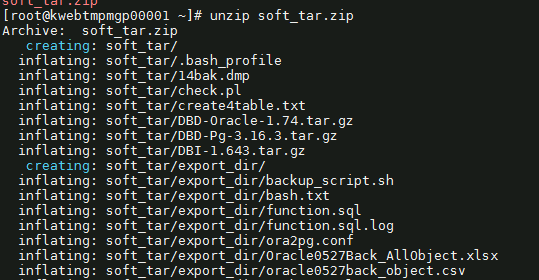 soft_tar.zip
[root@kwebtmpmgp00001 ~]# unzip soft_tar.zip
Archive:  soft_tar.zip
   creating: soft_tar/
  inflating: soft_tar/.bash_profile
  inflating: soft_tar/14bak.dmp
  inflating: soft_tar/check.pl
  inflating: soft_tar/create4table.txt
  inflating: soft_tar/DBD-Oracle-1.74.tar.gz
  inflating: soft_tar/DBD-Pg-3.16.3.tar.gz
  inflating: soft_tar/DBI-1.643.tar.gz
   creating: soft_tar/export_dir/
  inflating: soft_tar/export_dir/backup_script.sh
  inflating: soft_tar/export_dir/bash.txt
  inflating: soft_tar/export_dir/function.sql
  inflating: soft_tar/export_dir/function.sql.log
  inflating: soft_tar/export_dir/ora2pg.conf
  inflating: soft_tar/export_dir/Oracle0527Back_AllObject.xlsx
  inflating: soft_tar/export_dir/oracle0527back_object.csv